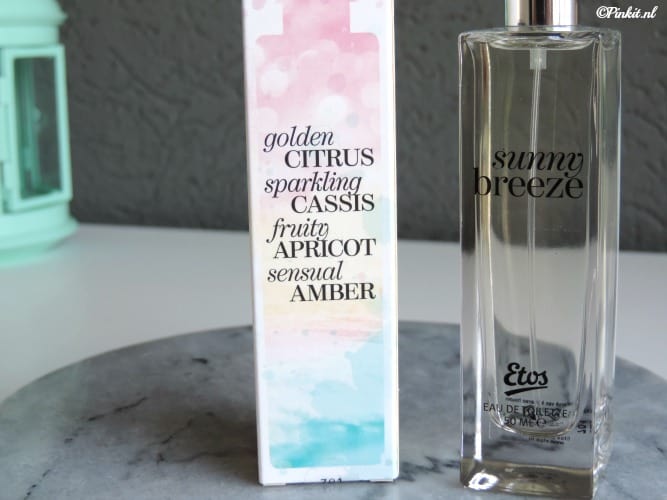 ©Pinkit.nl
golden
CITRUS
sparkling
CASSIS
fruity
APRICOT
sensual
AMBER
sunny
breeze
Etos
EAU DE TOILETTE
50 ML e